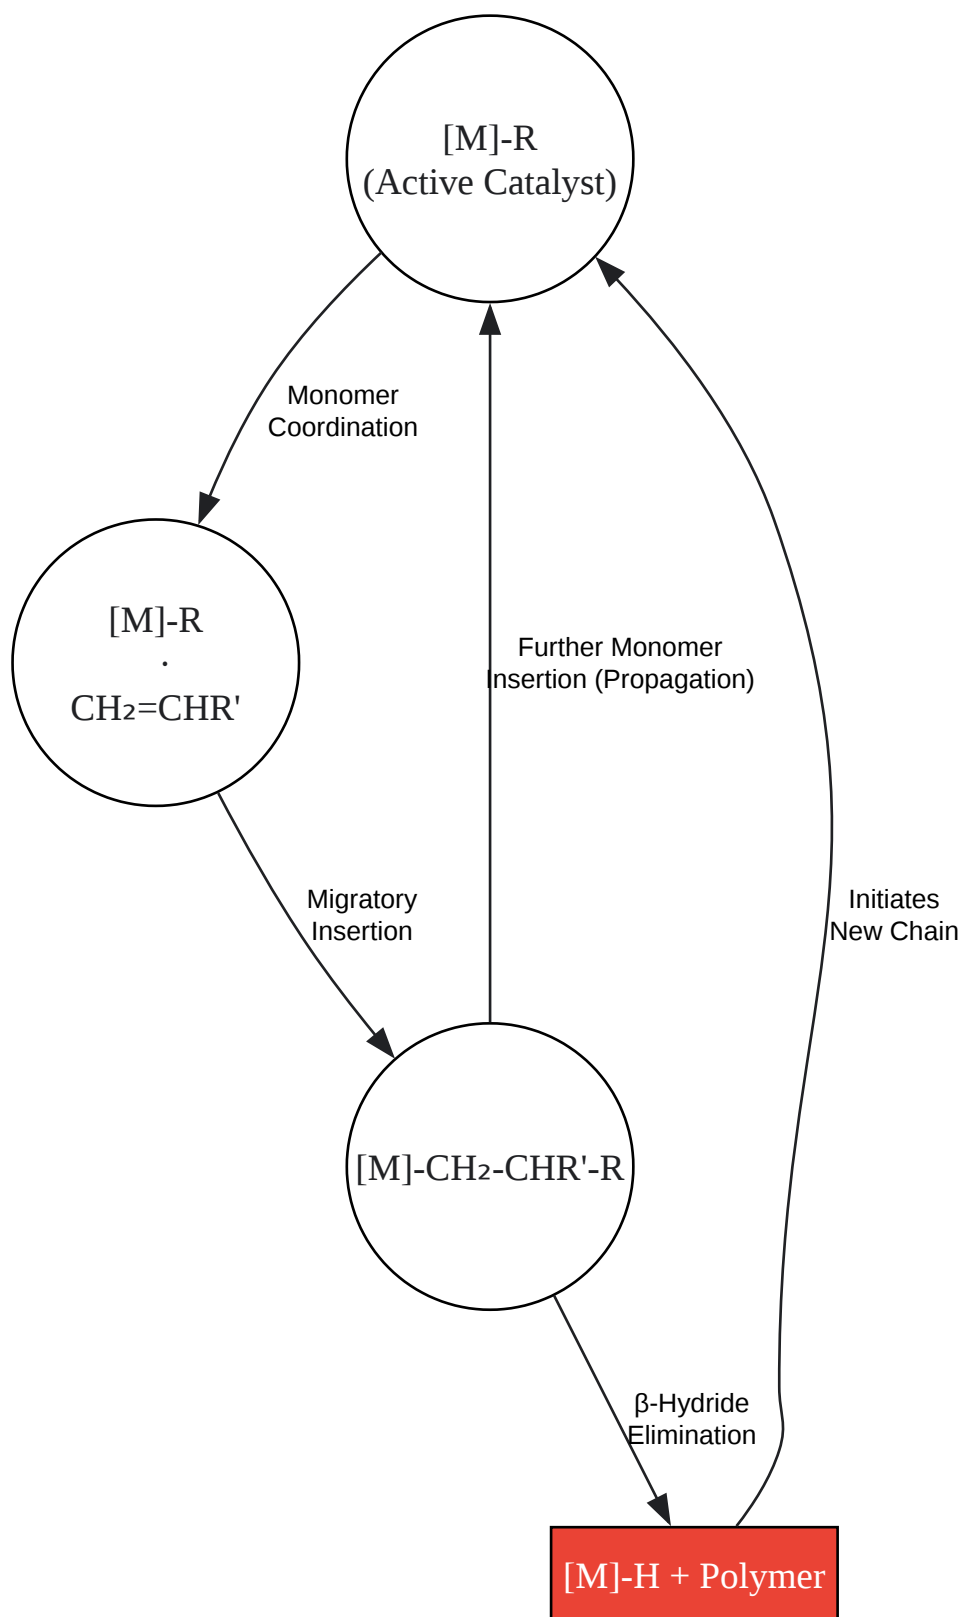 [M]-R
(Active Catalyst)
Monomer
Coordination
[M]-R
·
CH₂=CHR'
Further Monomer
Insertion (Propagation)
Migratory
Insertion
Initiates
New Chain
[M]-CH₂-CHR'-R
β-Hydride
Elimination
[M]-H + Polymer